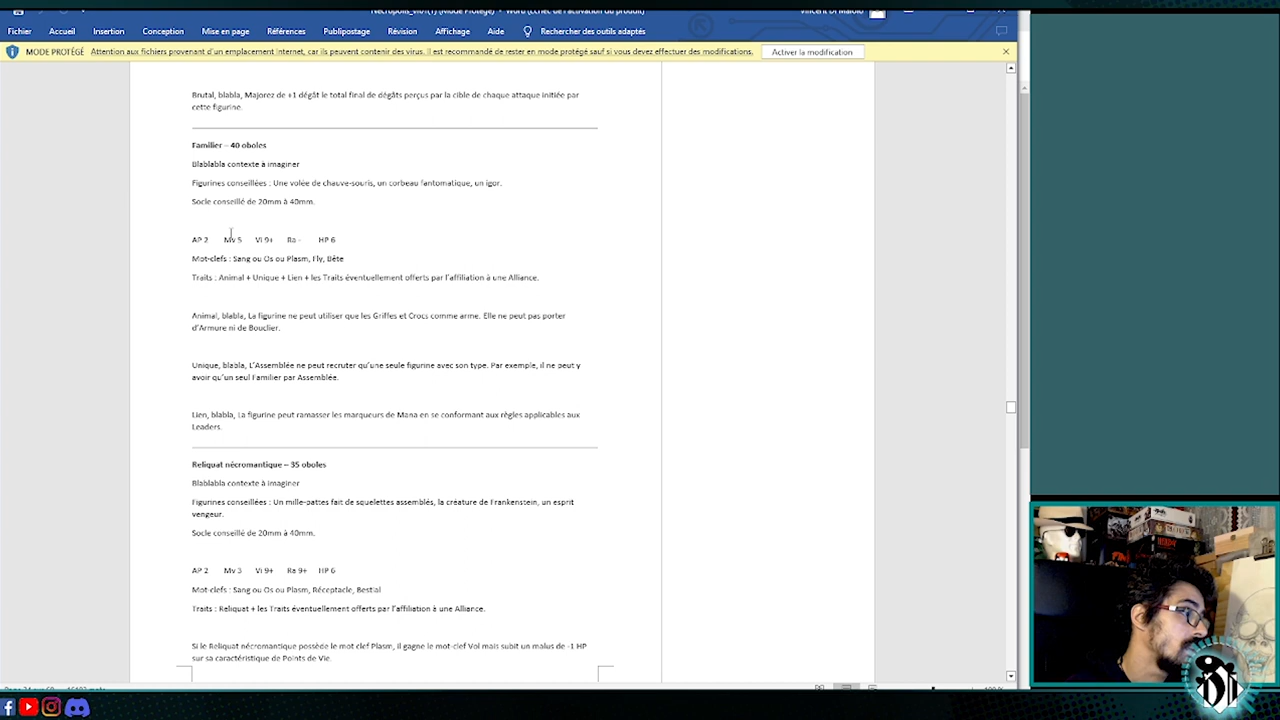 Necropolis_v101(1) (Mode Protégé) - Word (Échec de l'activation du produit)
Vincent Di Maiolo
Fichier Accueil Insertion Conception Mise en page Références Publipostage Révision Affichage Aide Rechercher des outils adaptés
MODE PROTÉGÉ Attention aux fichiers provenant d'un emplacement Internet, car ils peuvent contenir des virus. Il est recommandé de rester en mode protégé sauf si vous devez effectuer des modifications. Activer la modification
Brutal, blabla, Majorez de +1 dégât le total final de dégâts perçus par la cible de chaque attaque initiée par
cette figurine.
Familier – 40 oboles
Blablabla contexte à imaginer
Figurines conseillées : Une volée de chauve-souris, un corbeau fantomatique, un igor.
Socle conseillé de 20mm à 40mm.
AP 2 Mv 5 Vi 9+ Ra - HP 6
Mot-clefs : Sang ou Os ou Plasm, Fly, Bête
Traits : Animal + Unique + Lien + les Traits éventuellement offerts par l'affiliation à une Alliance.
Animal, blabla, La figurine ne peut utiliser que les Griffes et Crocs comme arme. Elle ne peut pas porter
d'Armure ni de Bouclier.
Unique, blabla, L'Assemblée ne peut recruter qu'une seule figurine avec son type. Par exemple, il ne peut y
avoir qu'un seul Familier par Assemblée.
Lien, blabla, La figurine peut ramasser les marqueurs de Mana en se conformant aux règles applicables aux
Leaders.
Reliquat nécromantique – 35 oboles
Blablabla contexte à imaginer
Figurines conseillées : Un mille-pattes fait de squelettes assemblés, la créature de Frankenstein, un esprit
vengeur.
Socle conseillé de 20mm à 40mm.
AP 2 Mv 3 Vi 9+ Ra 9+ HP 6
Mot-clefs : Sang ou Os ou Plasm, Réceptacle, Bestial
Traits : Reliquat + les Traits éventuellement offerts par l'affiliation à une Alliance.
Si le Reliquat nécromantique possède le mot clef Plasm, il gagne le mot-clef Vol mais subit un malus de -1 HP
sur sa caractéristique de Points de Vie.